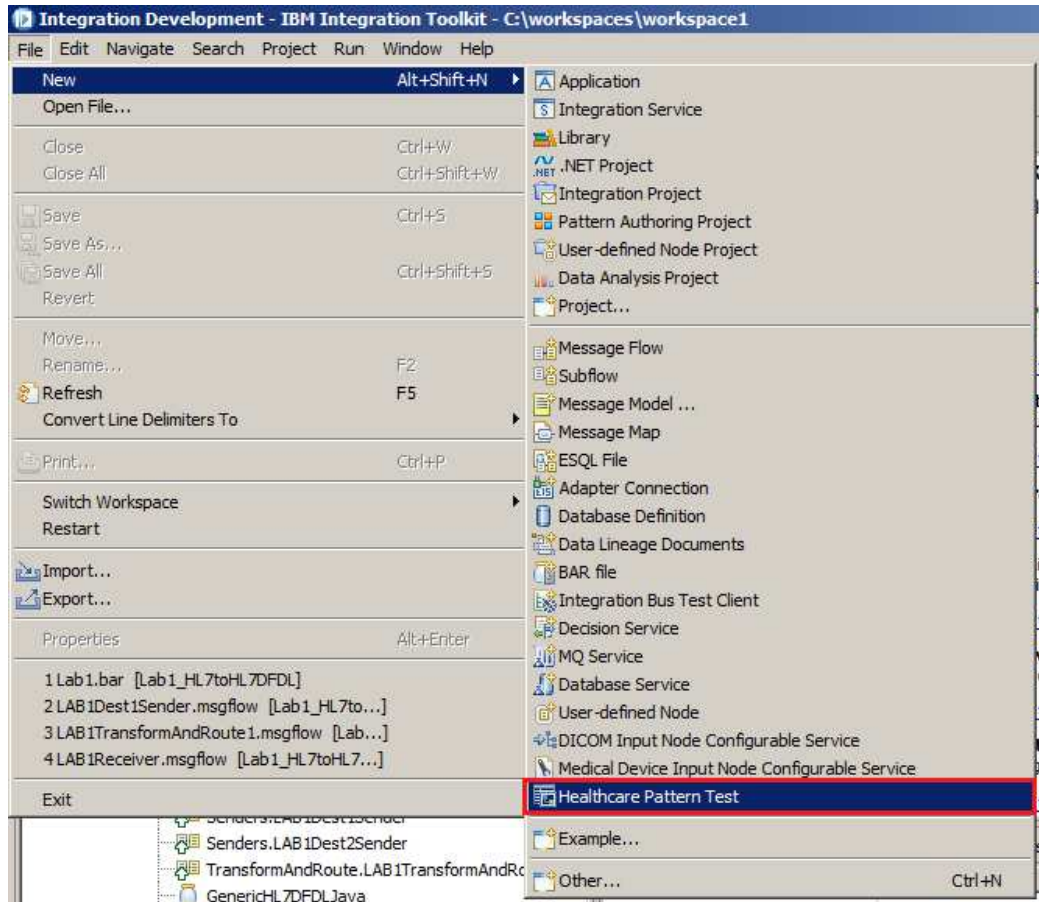 Integration Development - IBM Integration Toolkit - C:\workspaces\workspace1
File Edit Navigate Search Project Run Window Help
New Alt+Shift+N
Open File...
Close Ctrl+W
Close All Ctrl+Shift+W
Save Ctrl+S
Save As...
Save All Ctrl+Shift+S
Revert
Move...
Rename... F2
Refresh F5
Convert Line Delimiters To
Print... Ctrl+P
Switch Workspace
Restart
Import...
Export...
Properties Alt+Enter
1 Lab1.bar [Lab1_HL7toHL7DFDL]
2 LAB1Dest1Sender.msgflow [Lab1_HL7to...]
3 LAB1TransformAndRoute1.msgflow [Lab...]
4 LAB1Receiver.msgflow [Lab1_HL7toHL7...]
Exit
Application
Integration Service
Library
.NET Project
Integration Project
Pattern Authoring Project
User-defined Node Project
Data Analysis Project
Project...
Message Flow
Subflow
Message Model ...
Message Map
ESQL File
Adapter Connection
Database Definition
Data Lineage Documents
BAR file
Integration Bus Test Client
Decision Service
MQ Service
Database Service
User-defined Node
DICOM Input Node Configurable Service
Medical Device Input Node Configurable Service
Healthcare Pattern Test
Example...
Other... Ctrl+N
Senders.LAB1Dest1Sender
Senders.LAB1Dest2Sender
TransformAndRoute.LAB1TransformAndRo
GenericHL7DFDLJava